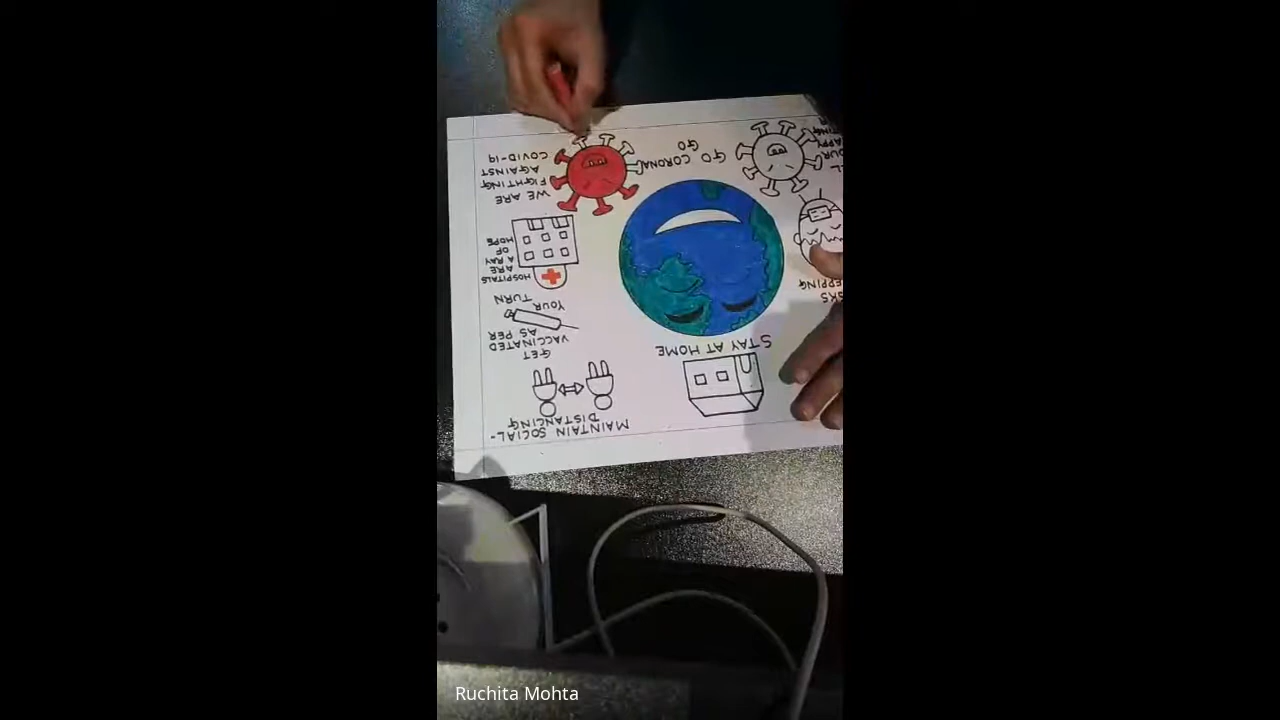 MAINTAIN SOCIAL-
DISTANCING
STAY AT HOME
GET
VACCINATED
AS PER
YOUR
TURN
HOSPITALS
ARE
A RAY
OF
HOPE
WE ARE
FIGHTING
AGAINST
COVID-19
GO CORONA
GO
Ruchita Mohta